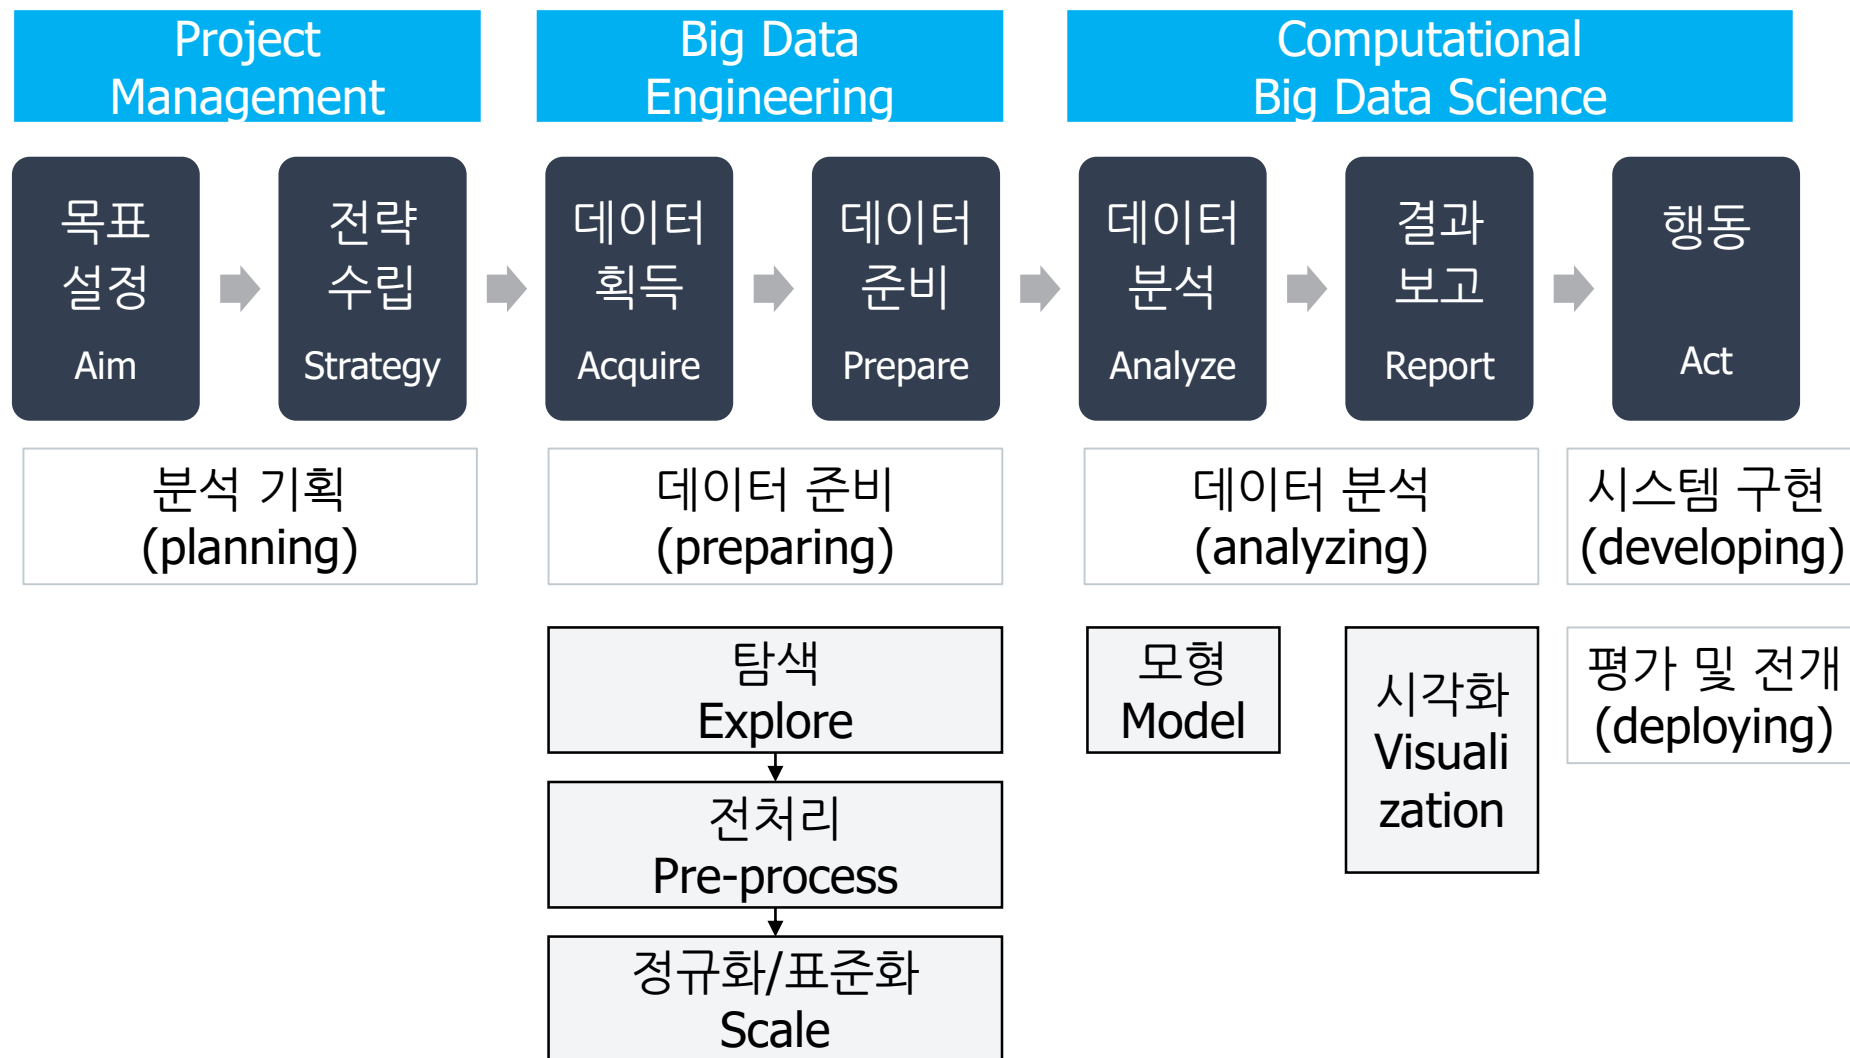 Project
Management
Big Data
Engineering
Computational
Big Data Science
목표
설정
Aim
전략
수립
Strategy
데이터
획득
Acquire
데이터
준비
Prepare
데이터
분석
Analyze
결과
보고
Report
행동
Act
분석 기획
(planning)
데이터 준비
(preparing)
데이터 분석
(analyzing)
시스템 구현
(developing)
탐색
Explore
모형
Model
시각화
Visuali
zation
평가 및 전개
(deploying)
전처리
Pre-process
정규화/표준화
Scale